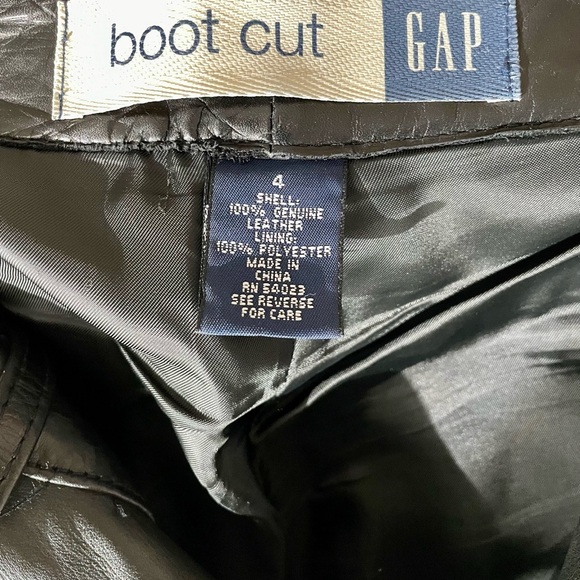 boot cut GAP
4
SHELL:
100% GENUINE
LEATHER
LINING:
100% POLYESTER
MADE IN
CHINA
RN 54023
SEE REVERSE
FOR CARE